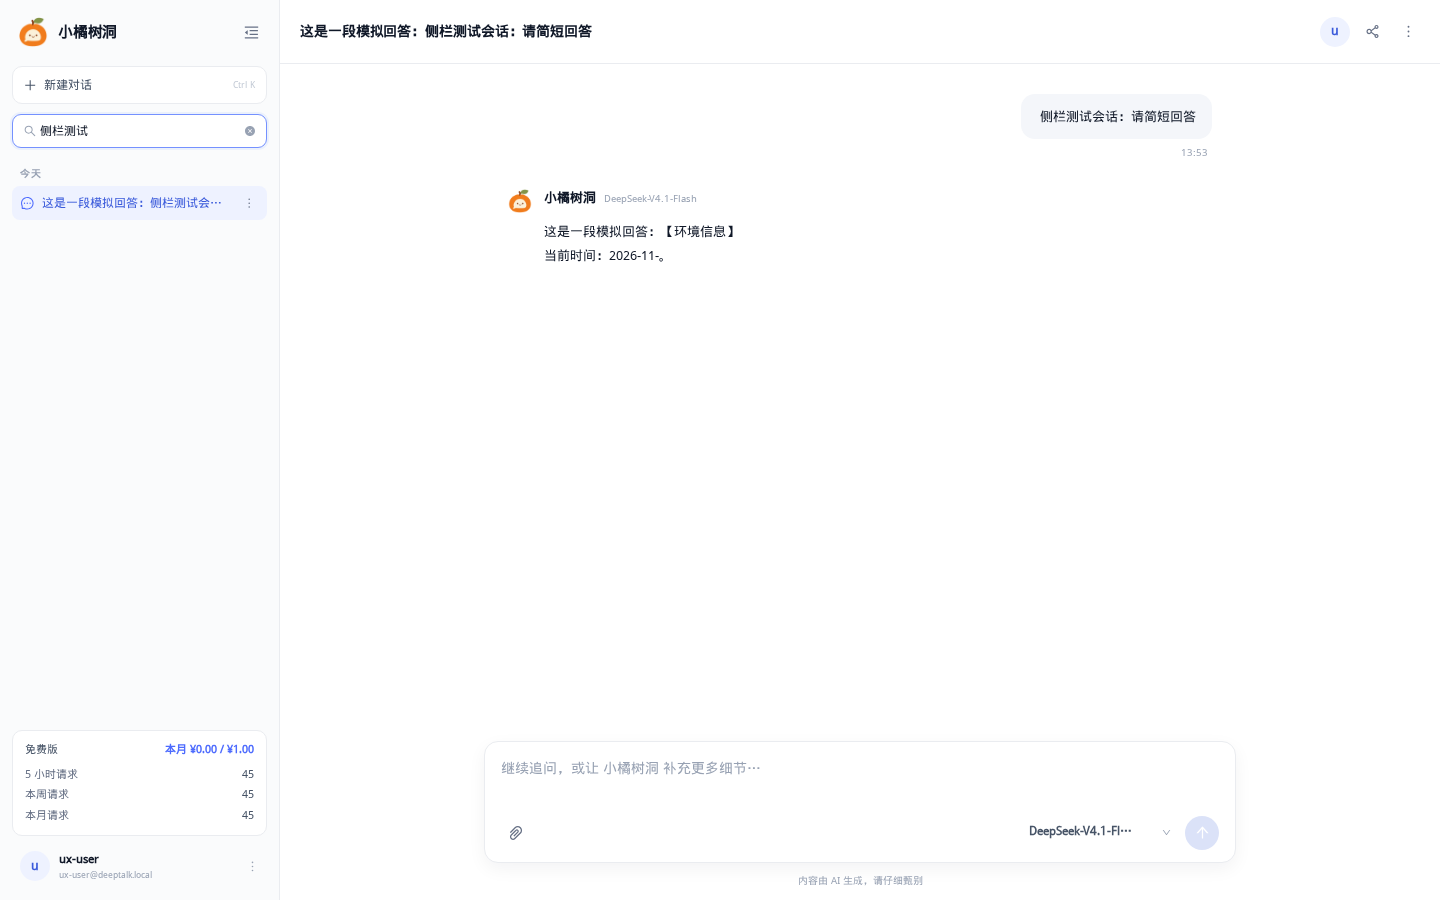 小橘树洞
新建对话
Ctrl K
侧栏测试
今天
这是一段模拟回答：侧栏测试会⋯
免费版
本月 ¥0.00 / ¥1.00
5 小时请求
45
本周请求
45
本月请求
45
u
ux-user
ux-user@deeptalk.local
这是一段模拟回答：侧栏测试会话：请简短回答
u
侧栏测试会话：请简短回答
13:53
小橘树洞
DeepSeek-V4.1-Flash
这是一段模拟回答：【环境信息】
当前时间：2026-11-。
继续追问，或让 小橘树洞 补充更多细节⋯
DeepSeek-V4.1-Fl⋯
内容由 AI 生成，请仔细甄别